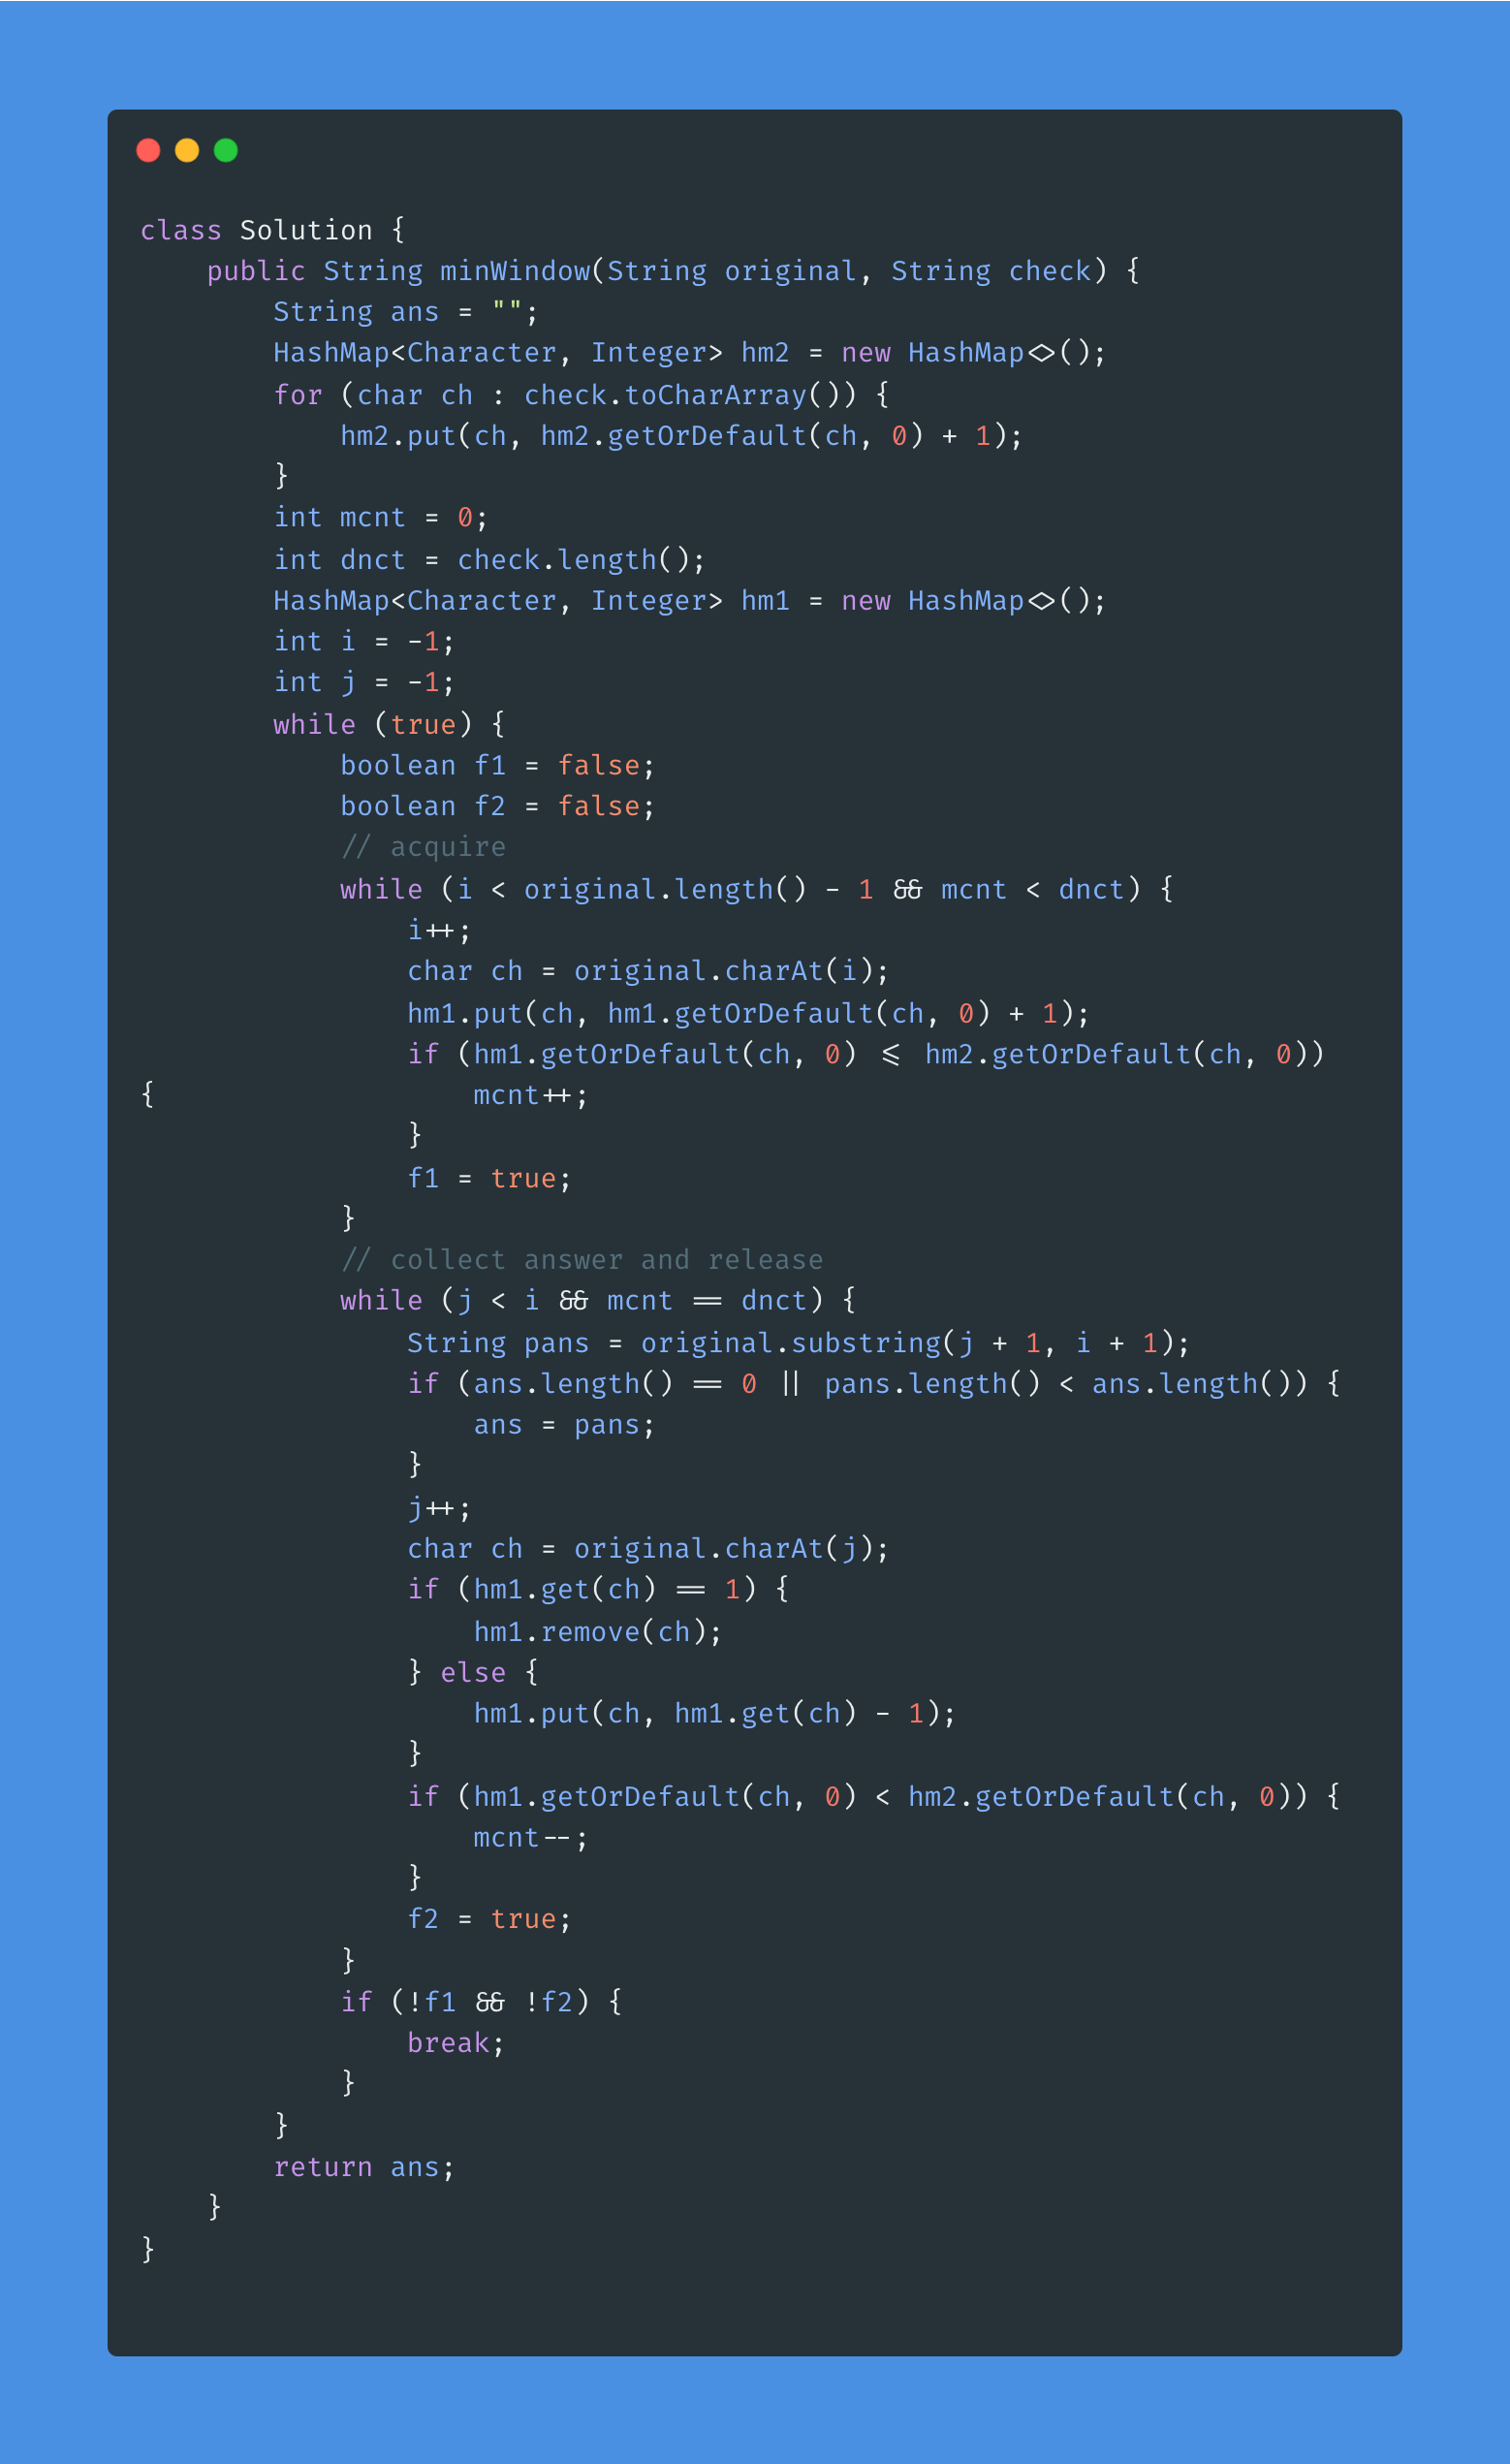 class Solution {
    public String minWindow(String original, String check) {
        String ans = "";
        HashMap<Character, Integer> hm2 = new HashMap<>();
        for (char ch : check.toCharArray()) {
            hm2.put(ch, hm2.getOrDefault(ch, 0) + 1);
        }
        int mcnt = 0;
        int dnct = check.length();
        HashMap<Character, Integer> hm1 = new HashMap<>();
        int i = -1;
        int j = -1;
        while (true) {
            boolean f1 = false;
            boolean f2 = false;
            // acquire
            while (i < original.length() - 1 && mcnt < dnct) {
                i++;
                char ch = original.charAt(i);
                hm1.put(ch, hm1.getOrDefault(ch, 0) + 1);
                if (hm1.getOrDefault(ch, 0) <= hm2.getOrDefault(ch, 0))
{                   mcnt++;
                }
                f1 = true;
            }
            // collect answer and release
            while (j < i && mcnt == dnct) {
                String pans = original.substring(j + 1, i + 1);
                if (ans.length() == 0 || pans.length() < ans.length()) {
                    ans = pans;
                }
                j++;
                char ch = original.charAt(j);
                if (hm1.get(ch) == 1) {
                    hm1.remove(ch);
                } else {
                    hm1.put(ch, hm1.get(ch) - 1);
                }
                if (hm1.getOrDefault(ch, 0) < hm2.getOrDefault(ch, 0)) {
                    mcnt--;
                }
                f2 = true;
            }
            if (!f1 && !f2) {
                break;
            }
        }
        return ans;
    }
}